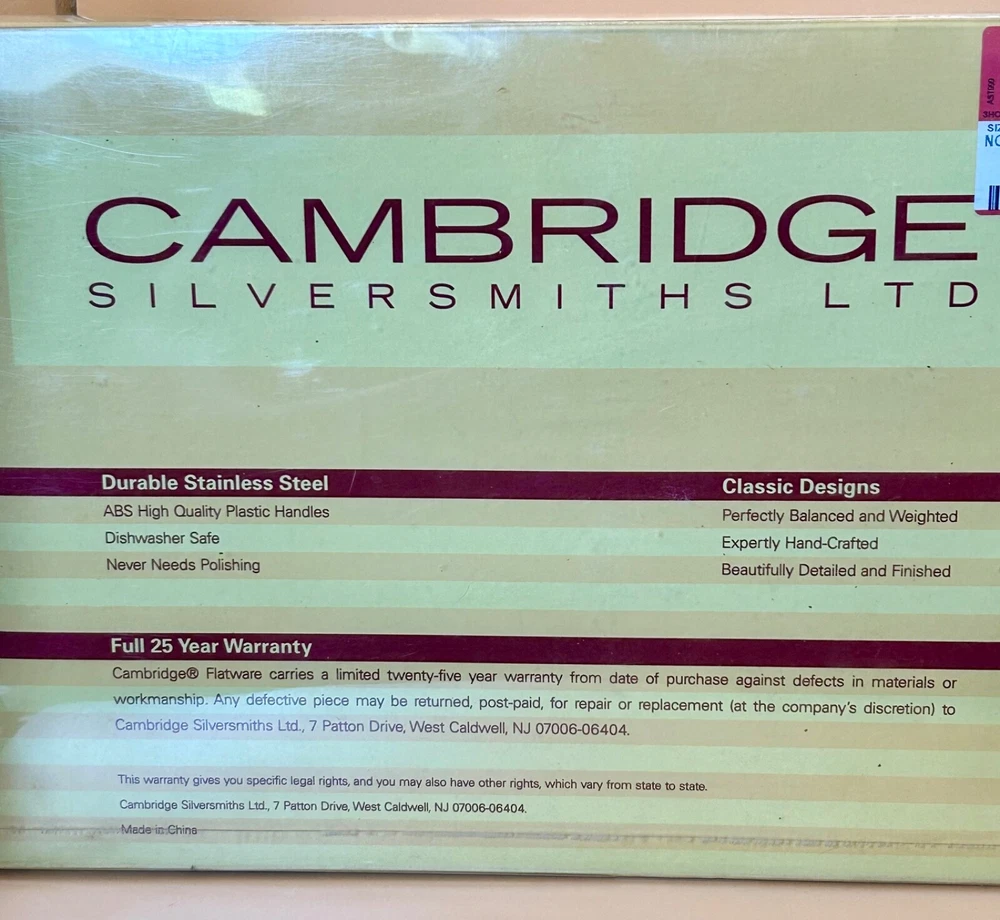 A5T160
3HO
SIZ
NO
CAMBRIDGE
SILVERSMITHS LTD
Durable Stainless Steel
ABS High Quality Plastic Handles
Dishwasher Safe
Never Needs Polishing
Classic Designs
Perfectly Balanced and Weighted
Expertly Hand-Crafted
Beautifully Detailed and Finished
Full 25 Year Warranty
Cambridge® Flatware carries a limited twenty-five year warranty from date of purchase against defects in materials or
workmanship. Any defective piece may be returned, post-paid, for repair or replacement (at the company's discretion) to
Cambridge Silversmiths Ltd., 7 Patton Drive, West Caldwell, NJ 07006-06404.
This warranty gives you specific legal rights, and you may also have other rights, which vary from state to state.
Cambridge Silversmiths Ltd., 7 Patton Drive, West Caldwell, NJ 07006-06404.
Made in China